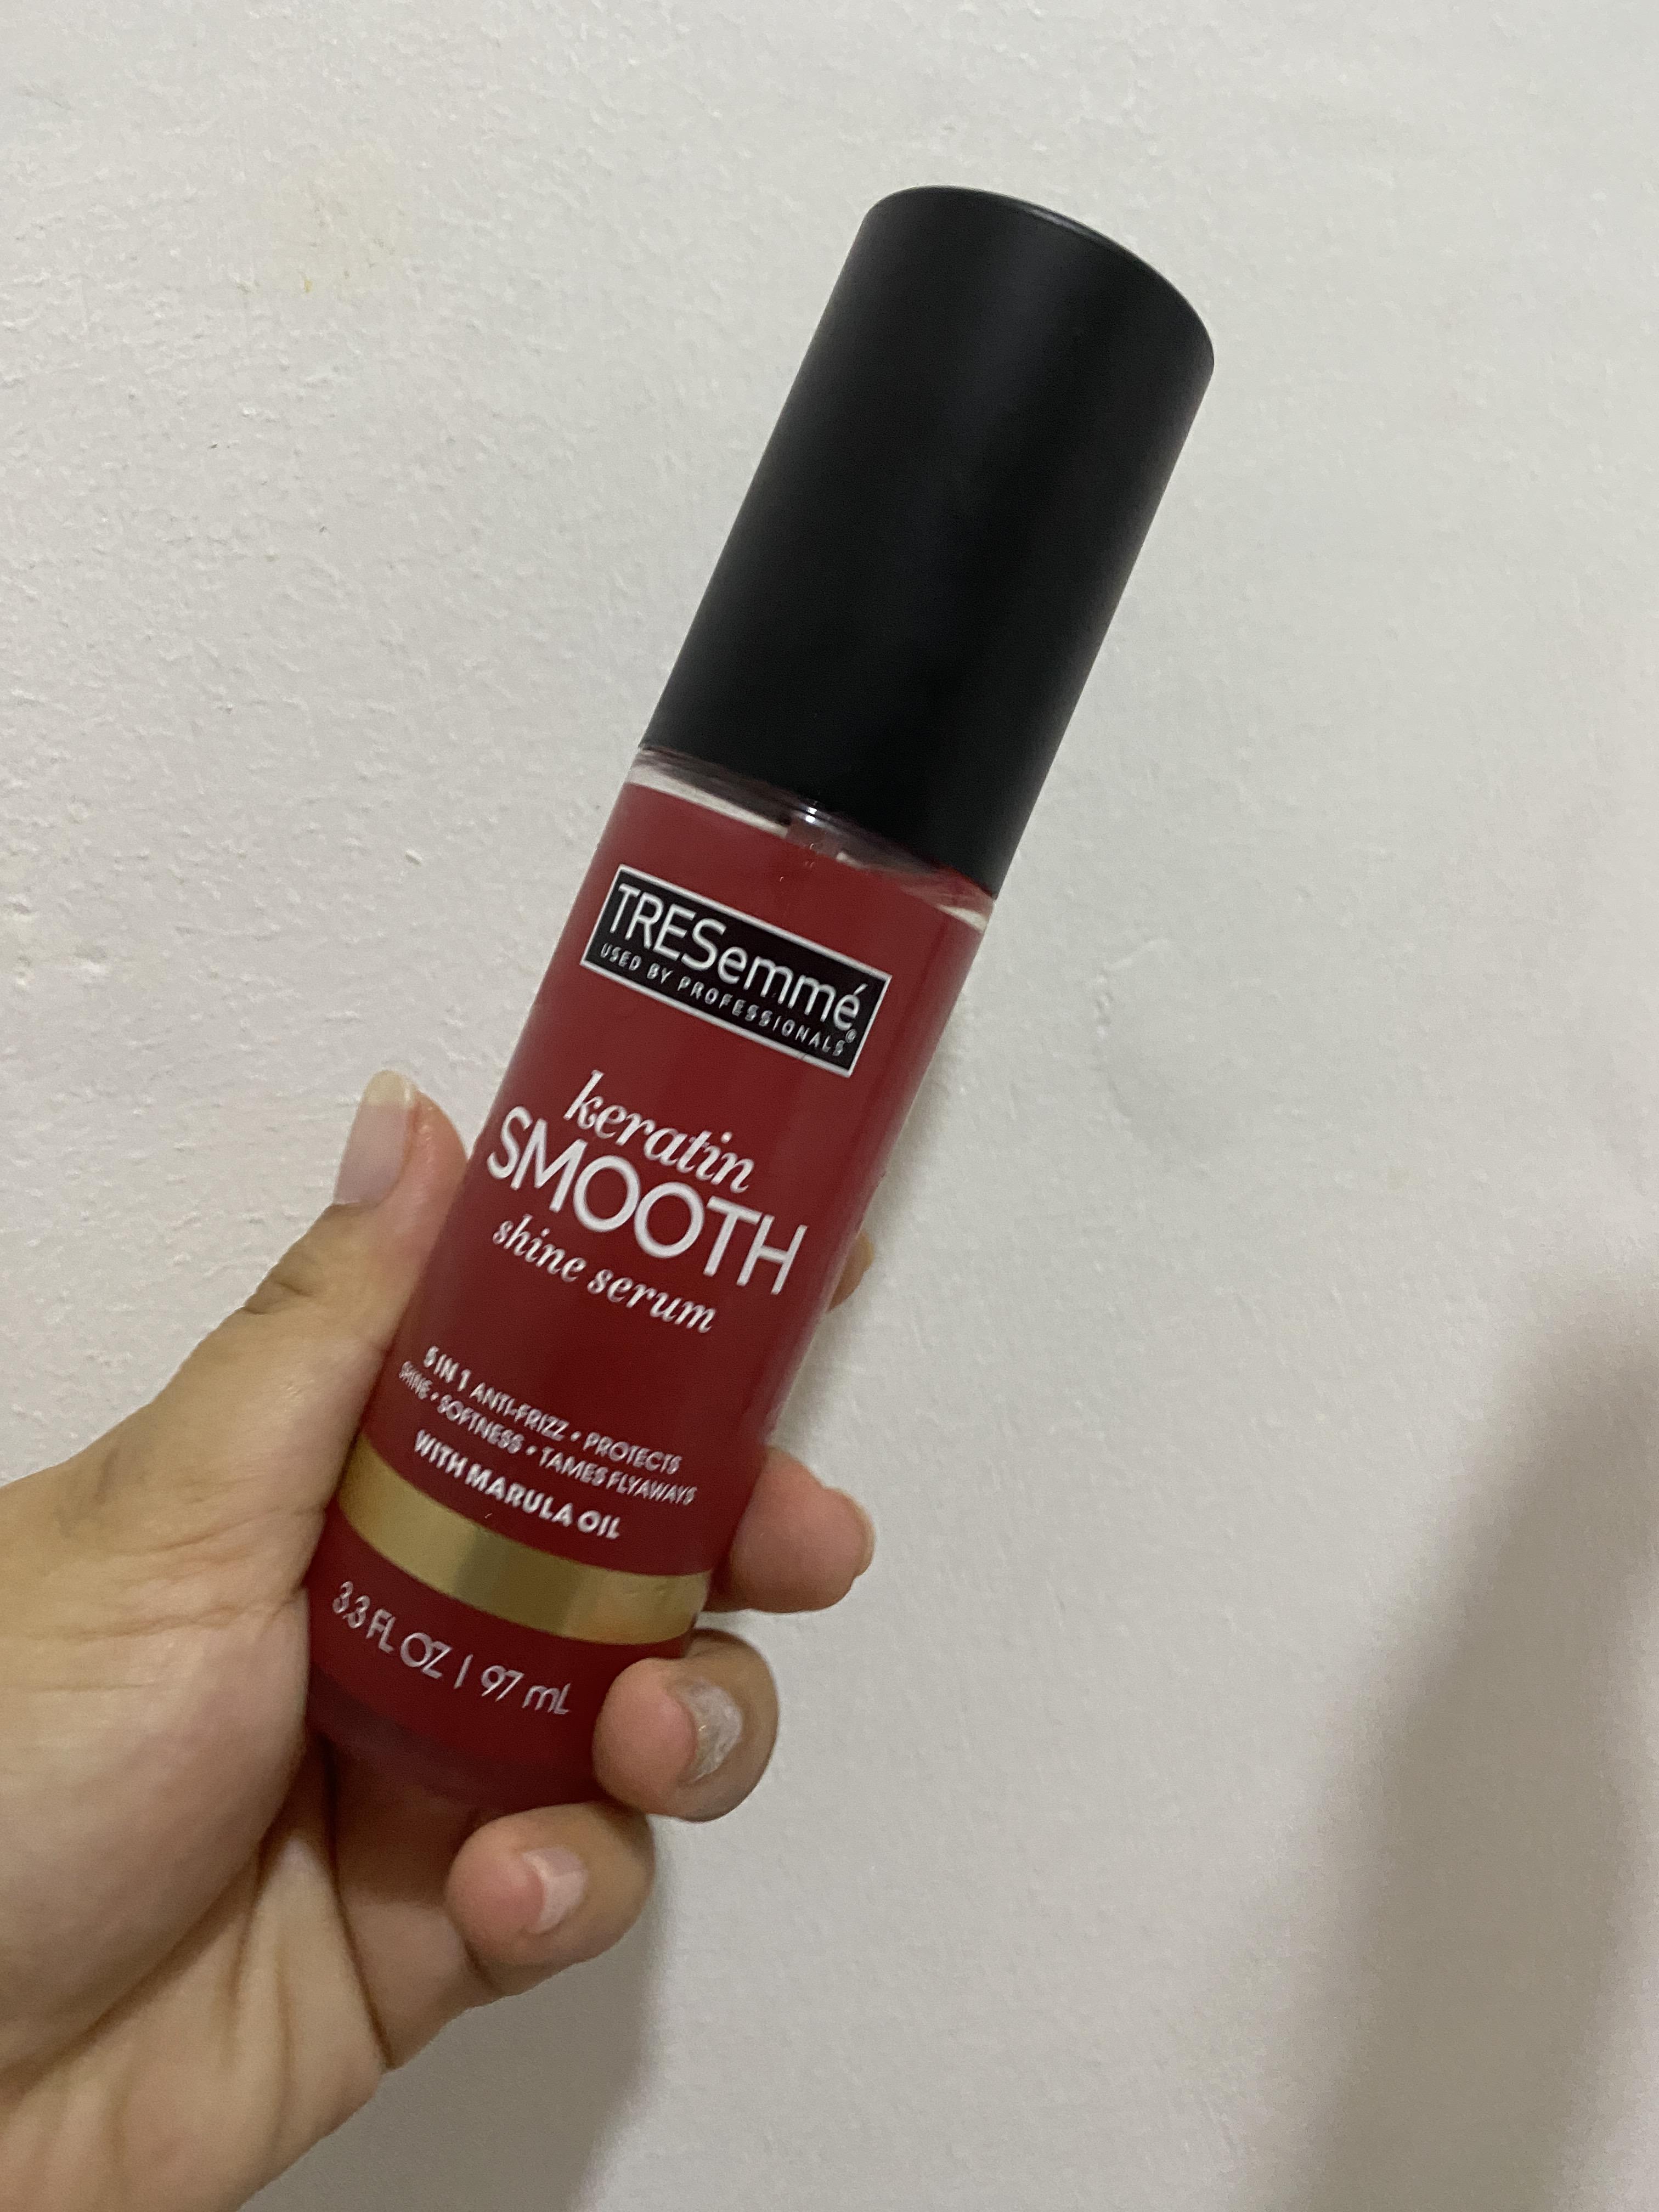 TRESemmé®
USED BY PROFESSIONALS
keratin
SMOOTH
shine serum
5 IN 1 ANTI-FRIZZ • PROTECTS
SHINE • SOFTNESS • TAMES FLYAWAYS
WITH MARULA OIL
3.3 FL OZ | 97 mL